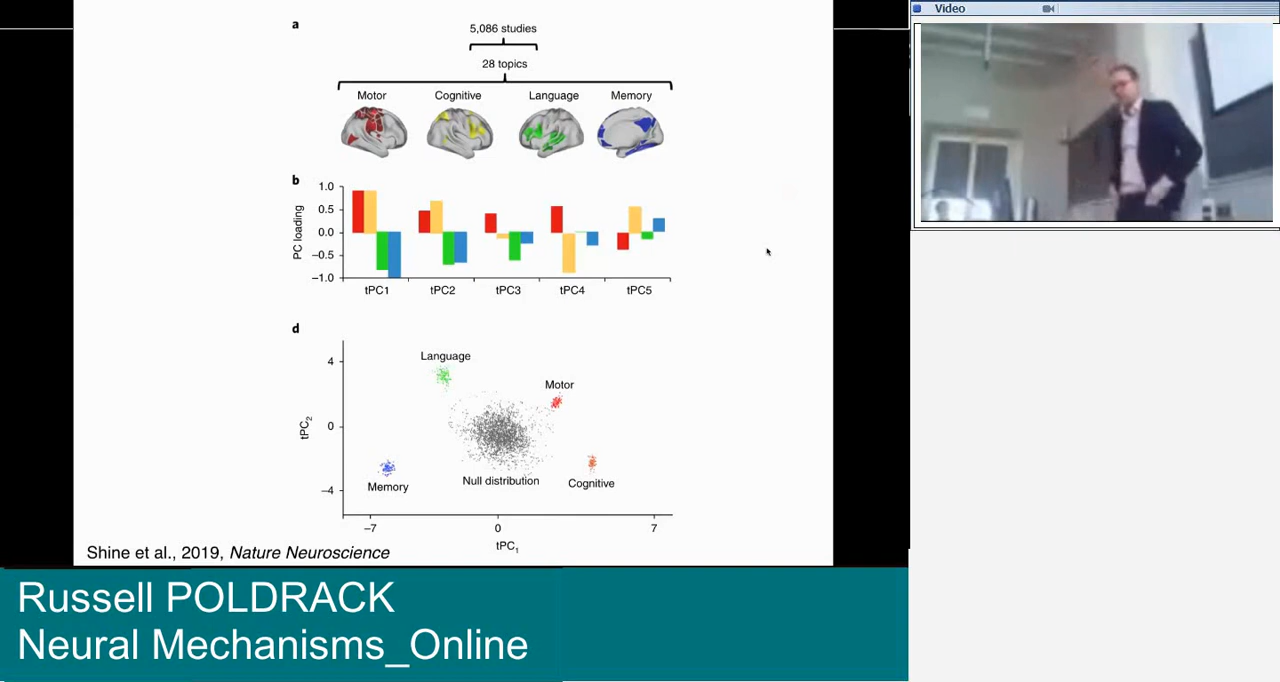 Video
a
5,086 studies
28 topics
Motor Cognitive Language Memory
b
PC loading
1.0
0.5
0.0
−0.5
−1.0
tPC1 tPC2 tPC3 tPC4 tPC5
d
tPC2
4
0
−4
Language
Motor
Memory
Null distribution
Cognitive
−7 0 7
tPC1
Shine et al., 2019, Nature Neuroscience
Russell POLDRACK
Neural Mechanisms_Online